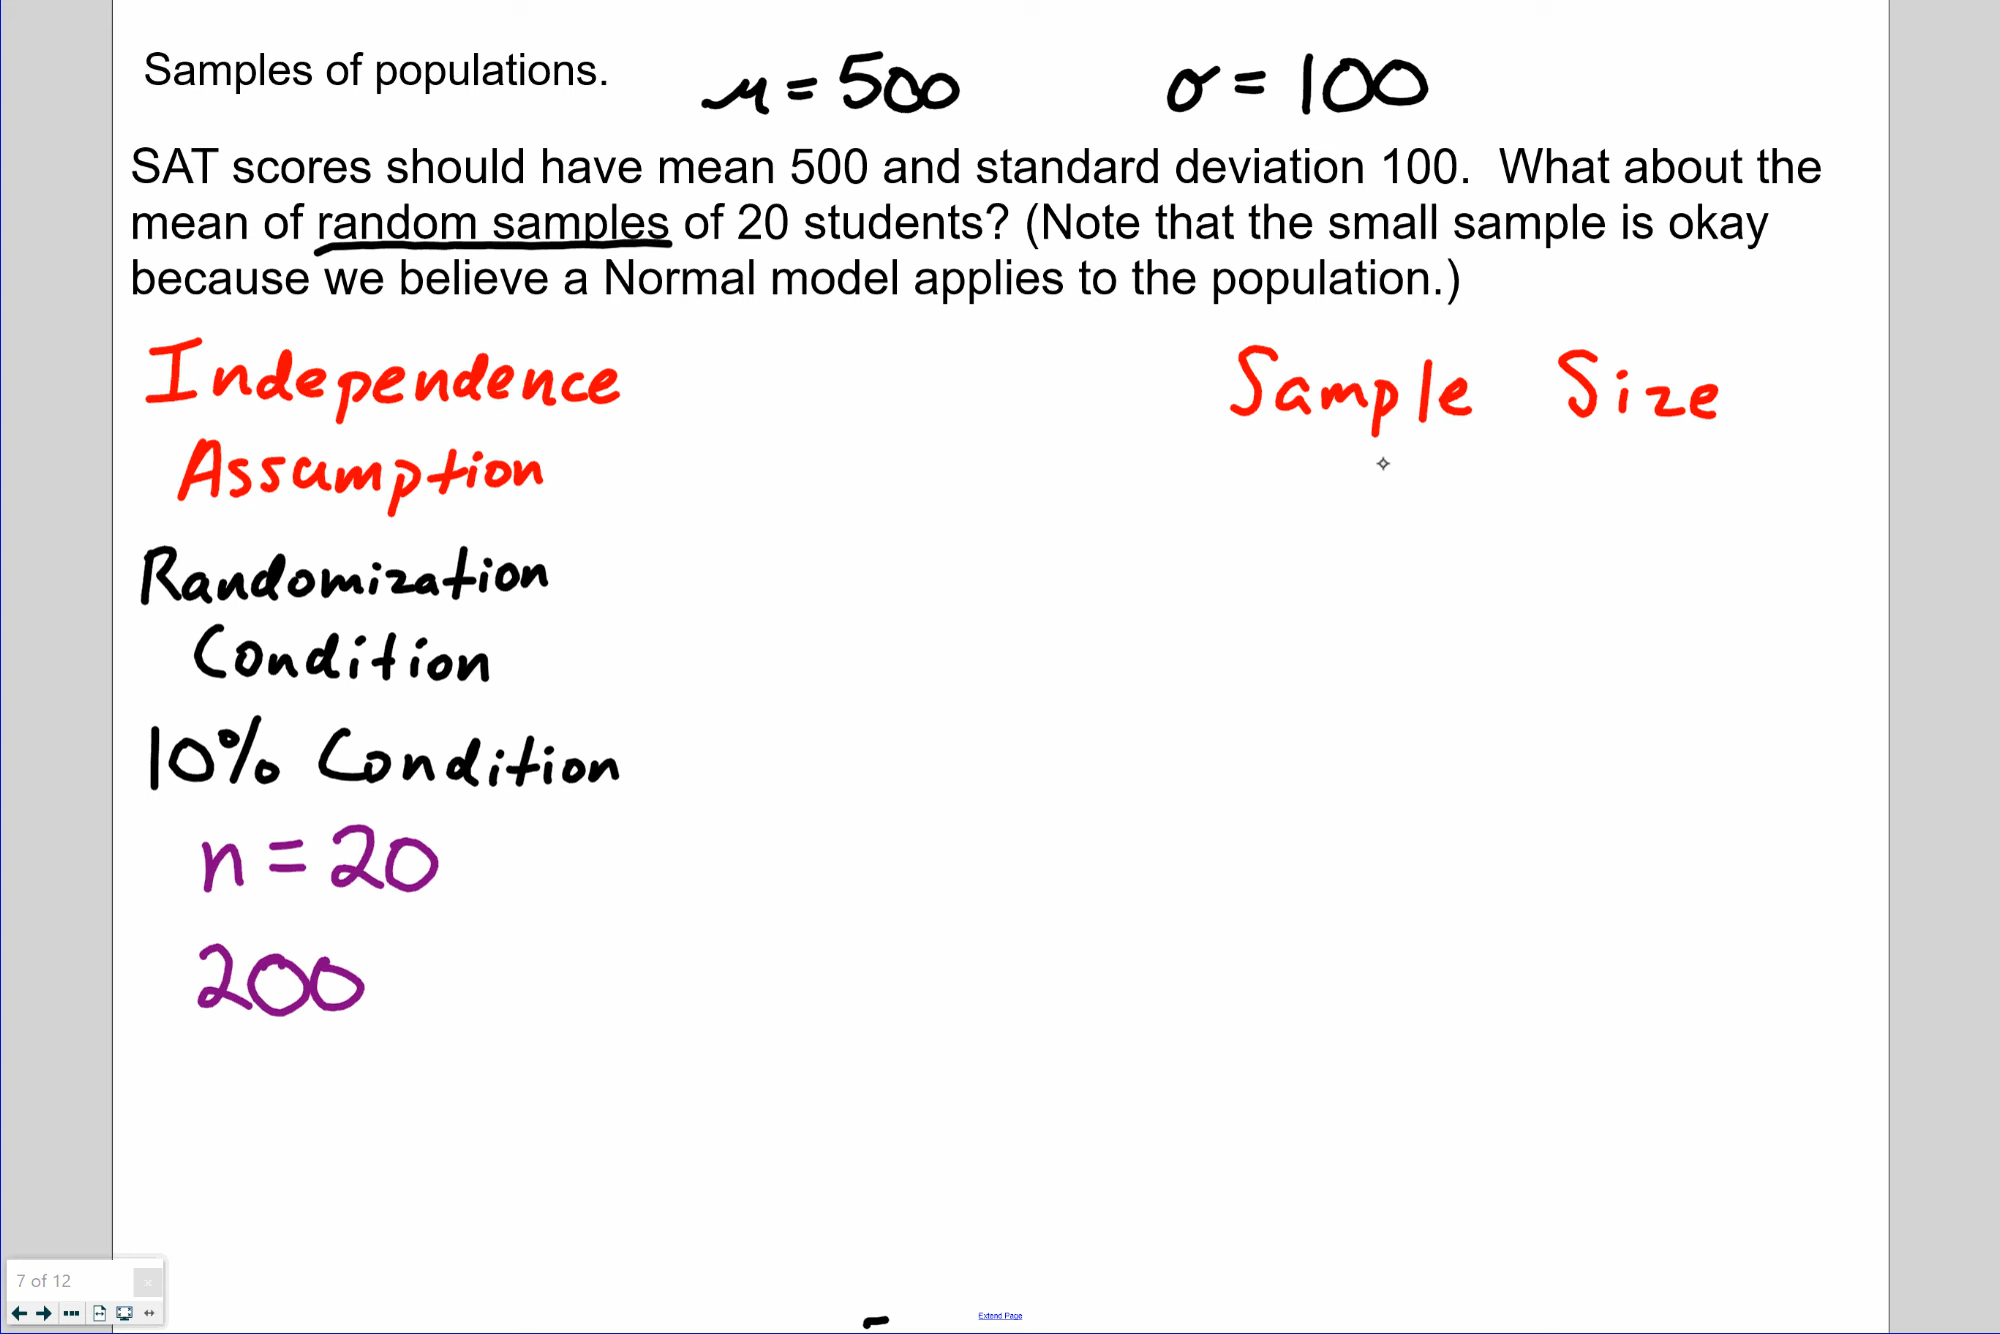 Samples of populations. μ = 500 σ = 100
SAT scores should have mean 500 and standard deviation 100. What about the
mean of random samples of 20 students? (Note that the small sample is okay
because we believe a Normal model applies to the population.)
Independence Sample Size
Assumption
Randomization
Condition
10% Condition
n = 20
200
7 of 12
Extend Page